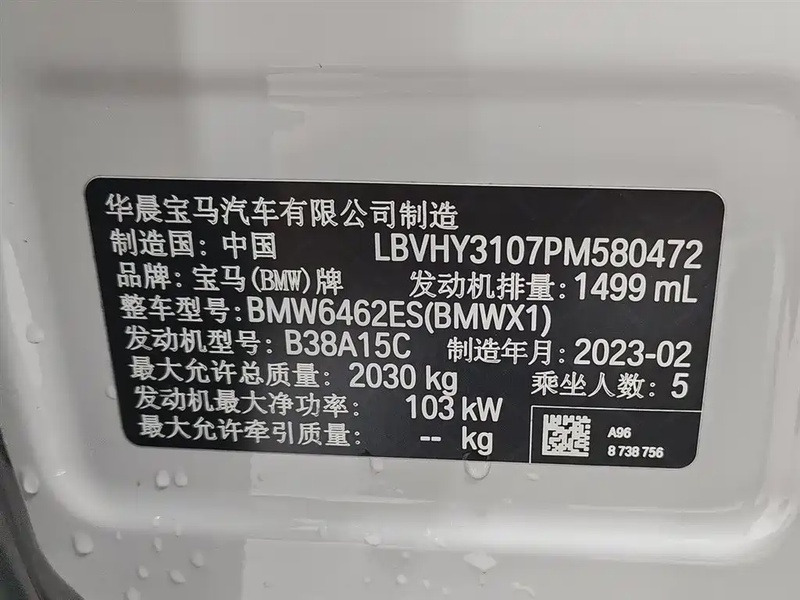 华晨宝马汽车有限公司制造
制造国: 中国 LBVHY3107PM580472
品牌: 宝马(BMW)牌 发动机排量: 1499 mL
整车型号: BMW6462ES(BMWX1)
发动机型号: B38A15C 制造年月: 2023-02
最大允许总质量: 2030 kg 乘坐人数: 5
发动机最大净功率: 103 kW
最大允许牵引质量: -- kg
A96
8 738 756